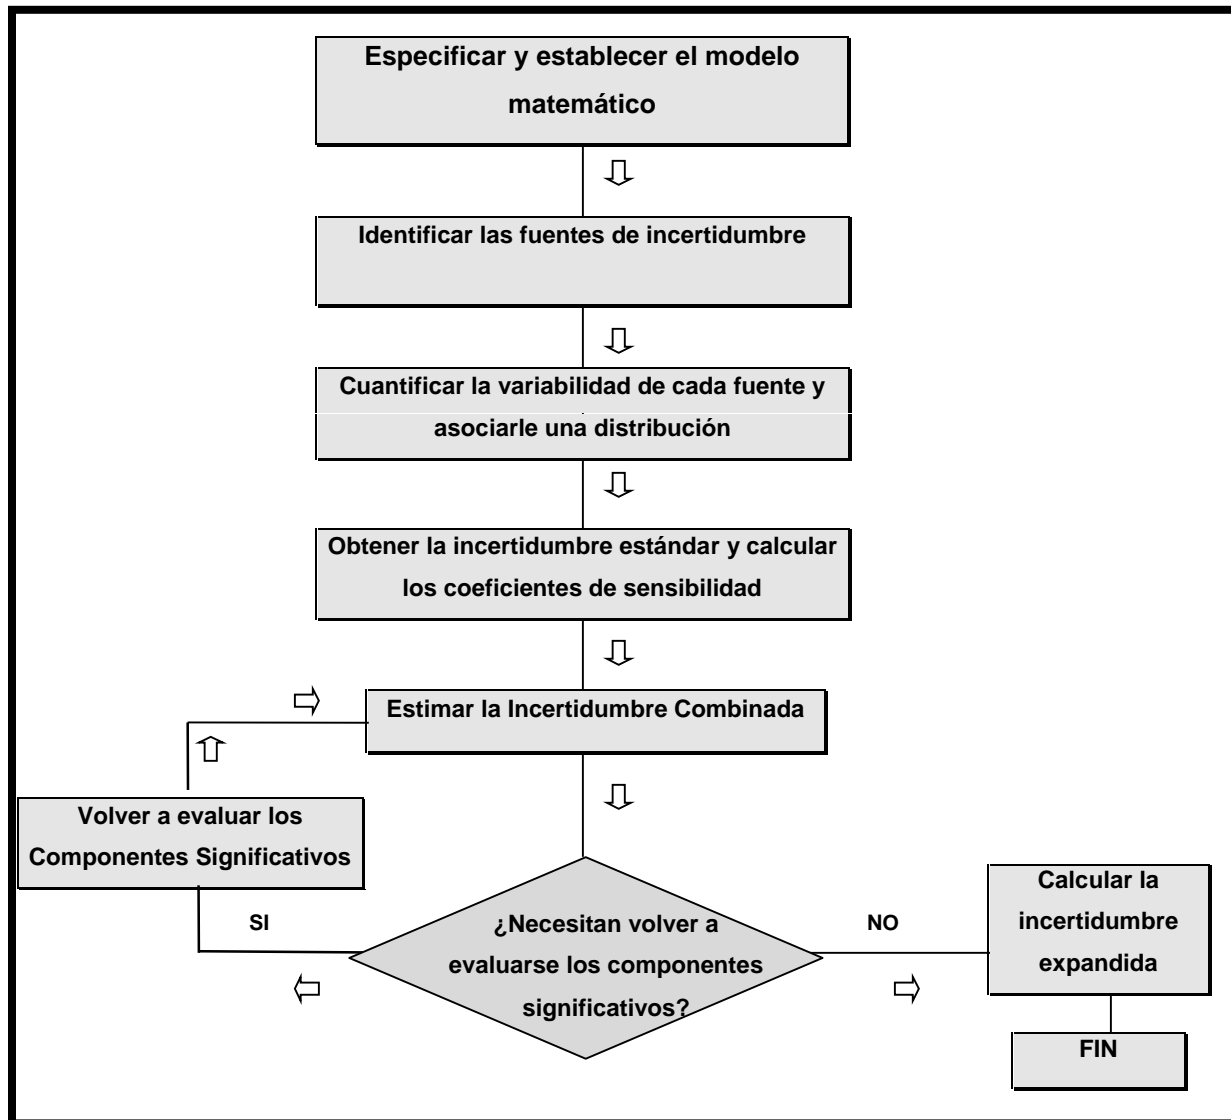 Especificar y establecer el modelo
matemático
Identificar las fuentes de incertidumbre
Cuantificar la variabilidad de cada fuente y
asociarle una distribución
Obtener la incertidumbre estándar y calcular
los coeficientes de sensibilidad
Estimar la Incertidumbre Combinada
Volver a evaluar los
Componentes Significativos
SI
¿Necesitan volver a
evaluarse los componentes
significativos?
NO
Calcular la
incertidumbre
expandida
FIN